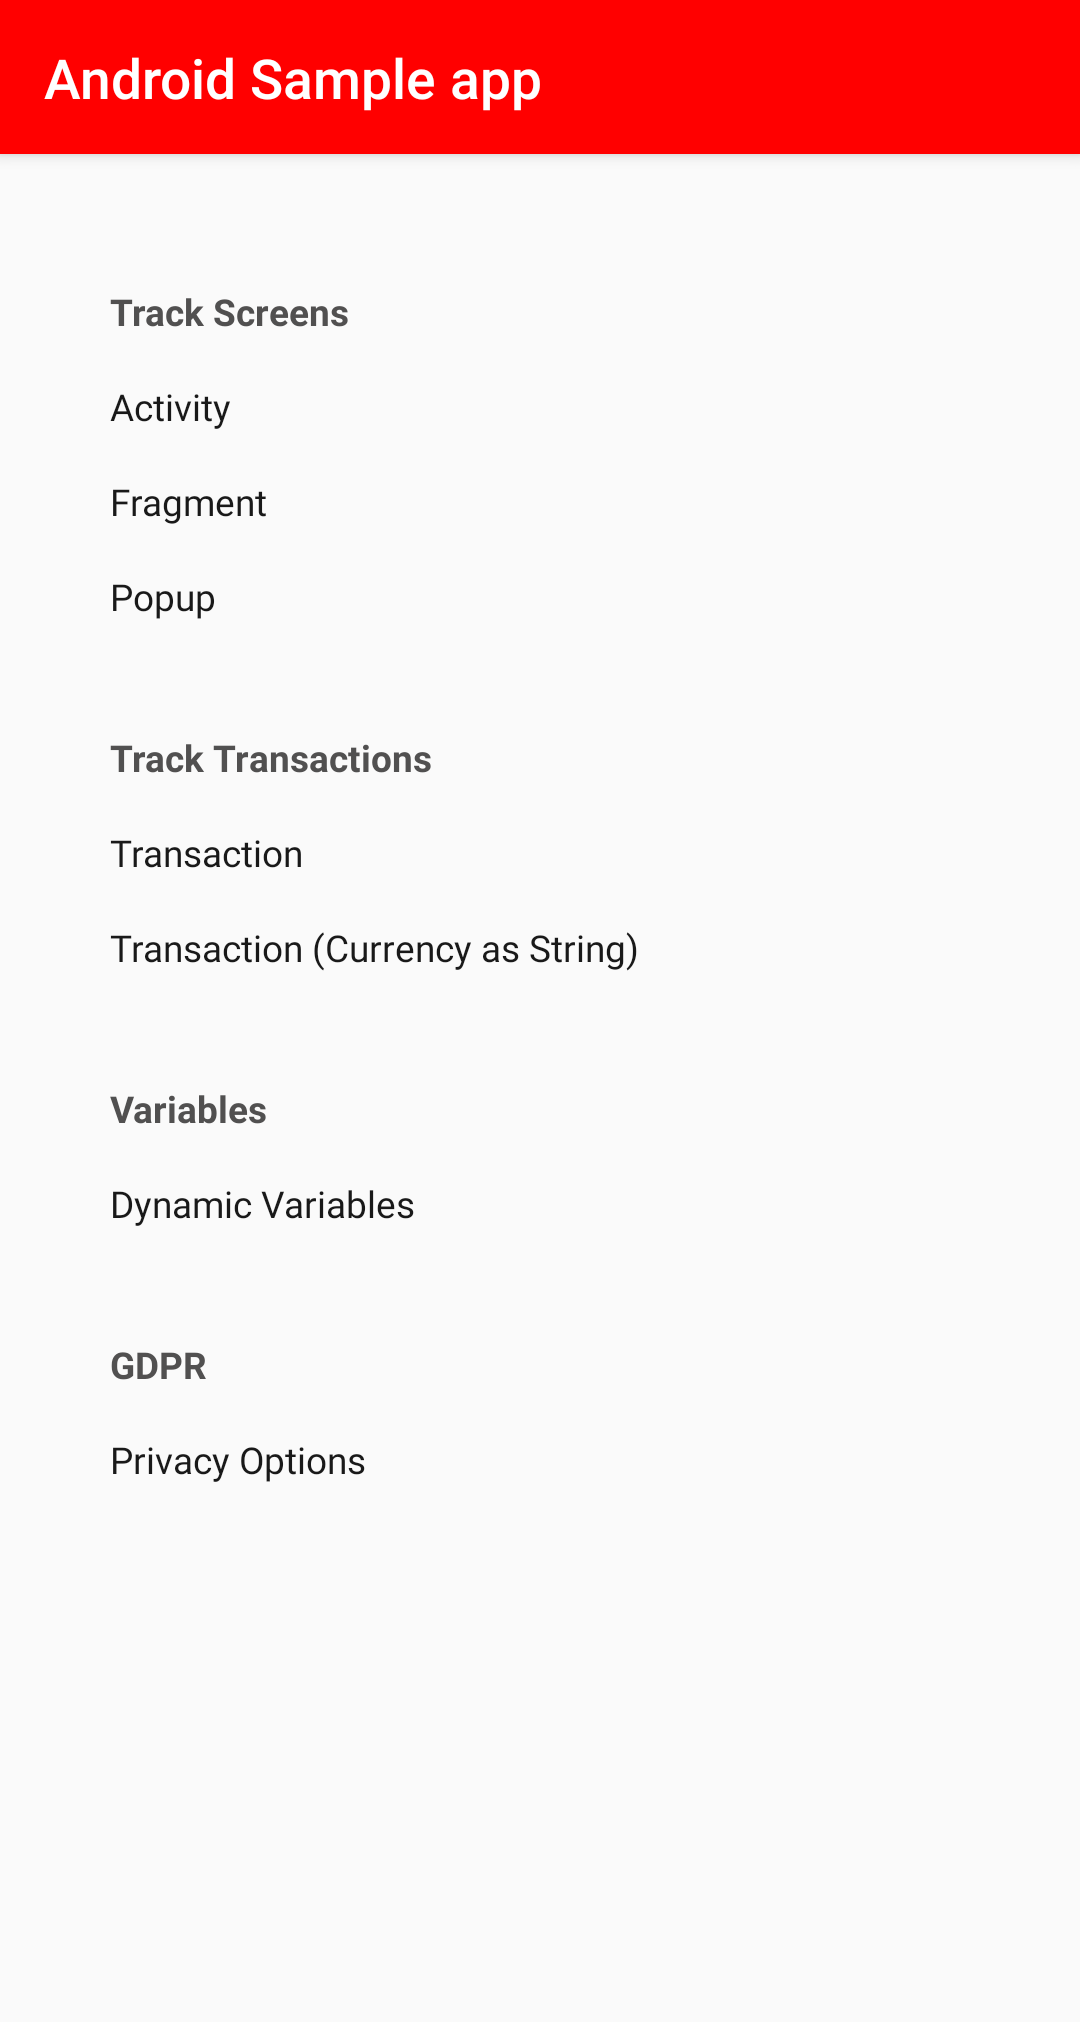 Android Sample app
Track Screens
Activity
Fragment
Popup
Track Transactions
Transaction
Transaction (Currency as String)
Variables
Dynamic Variables
GDPR
Privacy Options